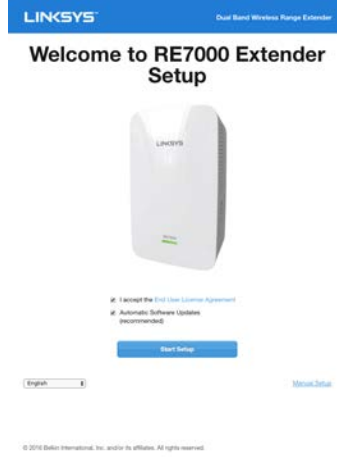 LINKSYS
Dual Band Wireless Range Extender
Welcome to RE7000 Extender
Setup
LINKSYS
I accept the End User License Agreement
Automatic Software Updates
(recommended)
Start Setup
English
Manual Setup
© 2016 Belkin International, Inc. and/or its affiliates. All rights reserved.